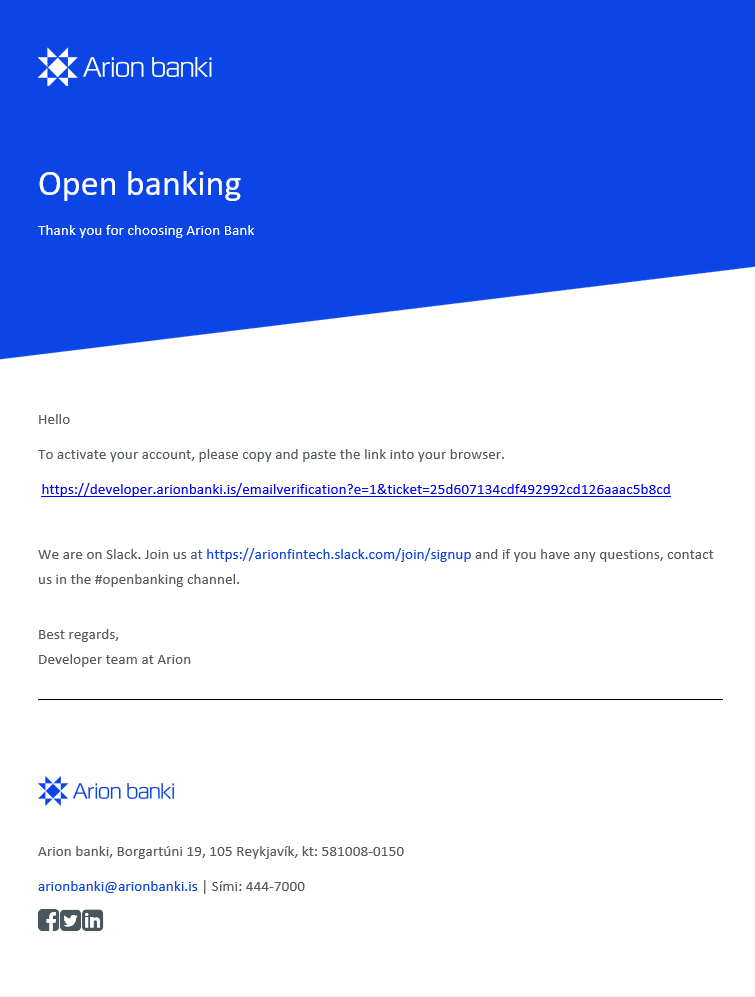 Arion banki
Open banking
Thank you for choosing Arion Bank
Hello
To activate your account, please copy and paste the link into your browser.
https://developer.arionbanki.is/emailverification?e=1&ticket=25d607134cdf492992cd126aaac5b8cd
We are on Slack. Join us at https://arionfintech.slack.com/join/signup and if you have any questions, contact
us in the #openbanking channel.
Best regards,
Developer team at Arion
Arion banki
Arion banki, Borgartúni 19, 105 Reykjavík, kt: 581008-0150
arionbanki@arionbanki.is | Sími: 444-7000